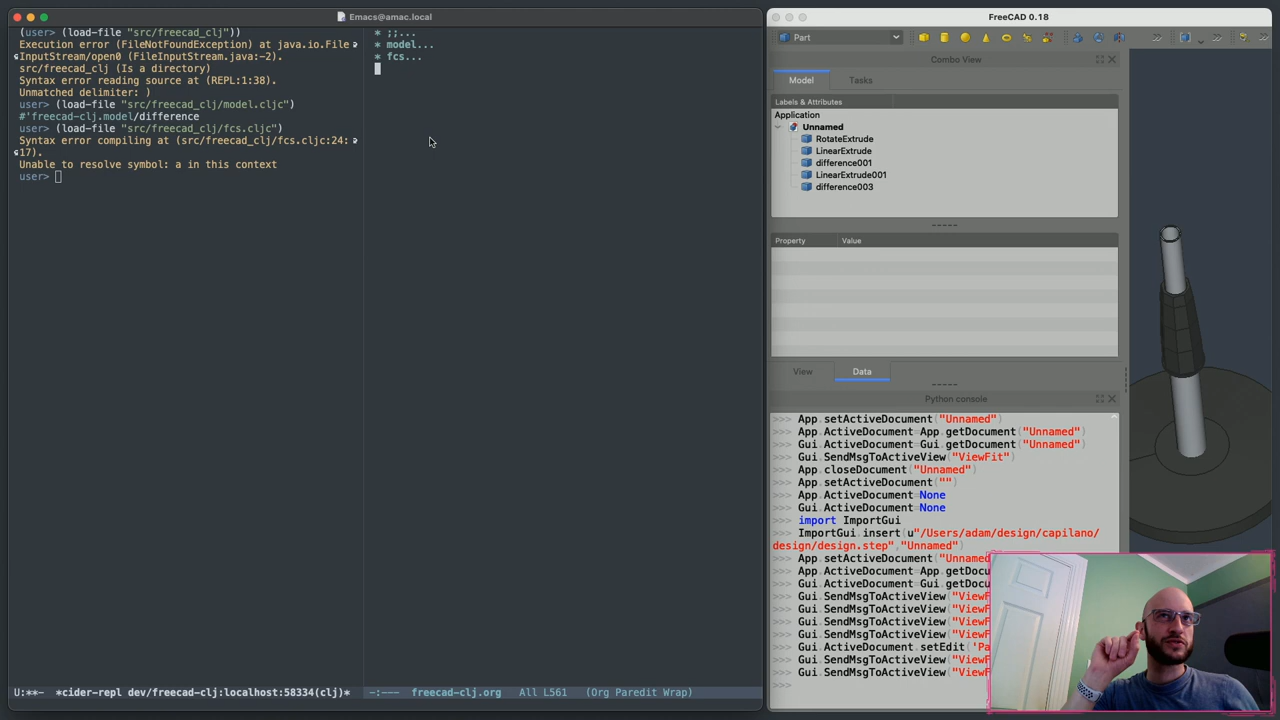 Emacs@amac.local
(user> (load-file "src/freecad_clj"))
Execution error (FileNotFoundException) at java.io.File
InputStream/open0 (FileInputStream.java:-2).
src/freecad_clj (Is a directory)
Syntax error reading source at (REPL:1:38).
Unmatched delimiter: )
user> (load-file "src/freecad_clj/model.cljc")
#'freecad-clj.model/difference
user> (load-file "src/freecad_clj/fcs.cljc")
Syntax error compiling at (src/freecad_clj/fcs.cljc:24:
17).
Unable to resolve symbol: a in this context
user>
U:**- *cider-repl dev/freecad-clj:localhost:58334(clj)*
* ;;...
* model...
* fcs...
-:--- freecad-clj.org All L561 (Org Paredit Wrap)
FreeCAD 0.18
Part
Combo View
Model Tasks
Labels & Attributes
Application
Unnamed
RotateExtrude
LinearExtrude
difference001
LinearExtrude001
difference003
Property Value
View Data
Python console
>>> App.setActiveDocument("Unnamed")
>>> App.ActiveDocument=App.getDocument("Unnamed")
>>> Gui.ActiveDocument=Gui.getDocument("Unnamed")
>>> Gui.SendMsgToActiveView("ViewFit")
>>> App.closeDocument("Unnamed")
>>> App.setActiveDocument("")
>>> App.ActiveDocument=None
>>> Gui.ActiveDocument=None
>>> import ImportGui
>>> ImportGui.insert(u"/Users/adam/design/capilano/
design/design.step","Unnamed")
>>> App.setActiveDocument("Unnamed
>>> App.ActiveDocument=App.getDocu
>>> Gui.ActiveDocument=Gui.getDocu
>>> Gui.SendMsgToActiveView("ViewF
>>> Gui.SendMsgToActiveView("ViewF
>>> Gui.SendMsgToActiveView("ViewF
>>> Gui.SendMsgToActiveView("ViewF
>>> Gui.ActiveDocument.setEdit('Pa
>>> Gui.SendMsgToActiveView("ViewF
>>> Gui.SendMsgToActiveView("ViewF
>>>